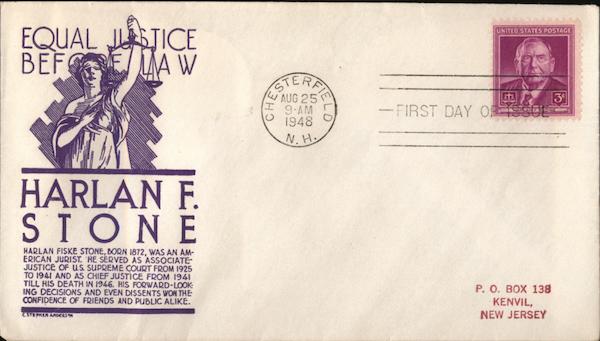 EQUAL JUSTICE
BEFORE LAW
HARLAN F.
STONE
HARLAN FISKE STONE, BORN 1872, WAS AN AM-
ERICAN JURIST. HE SERVED AS ASSOCIATE-
JUSTICE OF U.S. SUPREME COURT FROM 1925
TO 1941 AND AS CHIEF JUSTICE FROM 1941
TILL HIS DEATH IN 1946. HIS FORWARD-LOOK-
ING DECISIONS AND EVEN DISSENTS WON THE
CONFIDENCE OF FRIENDS AND PUBLIC ALIKE.
C. STEPHEN ANDERSON
CHESTERFIELD
AUG 25
9-AM
1948
N.H.
UNITED STATES POSTAGE
3¢
FIRST DAY OF ISSUE
P. O. BOX 138
KENVIL,
NEW JERSEY